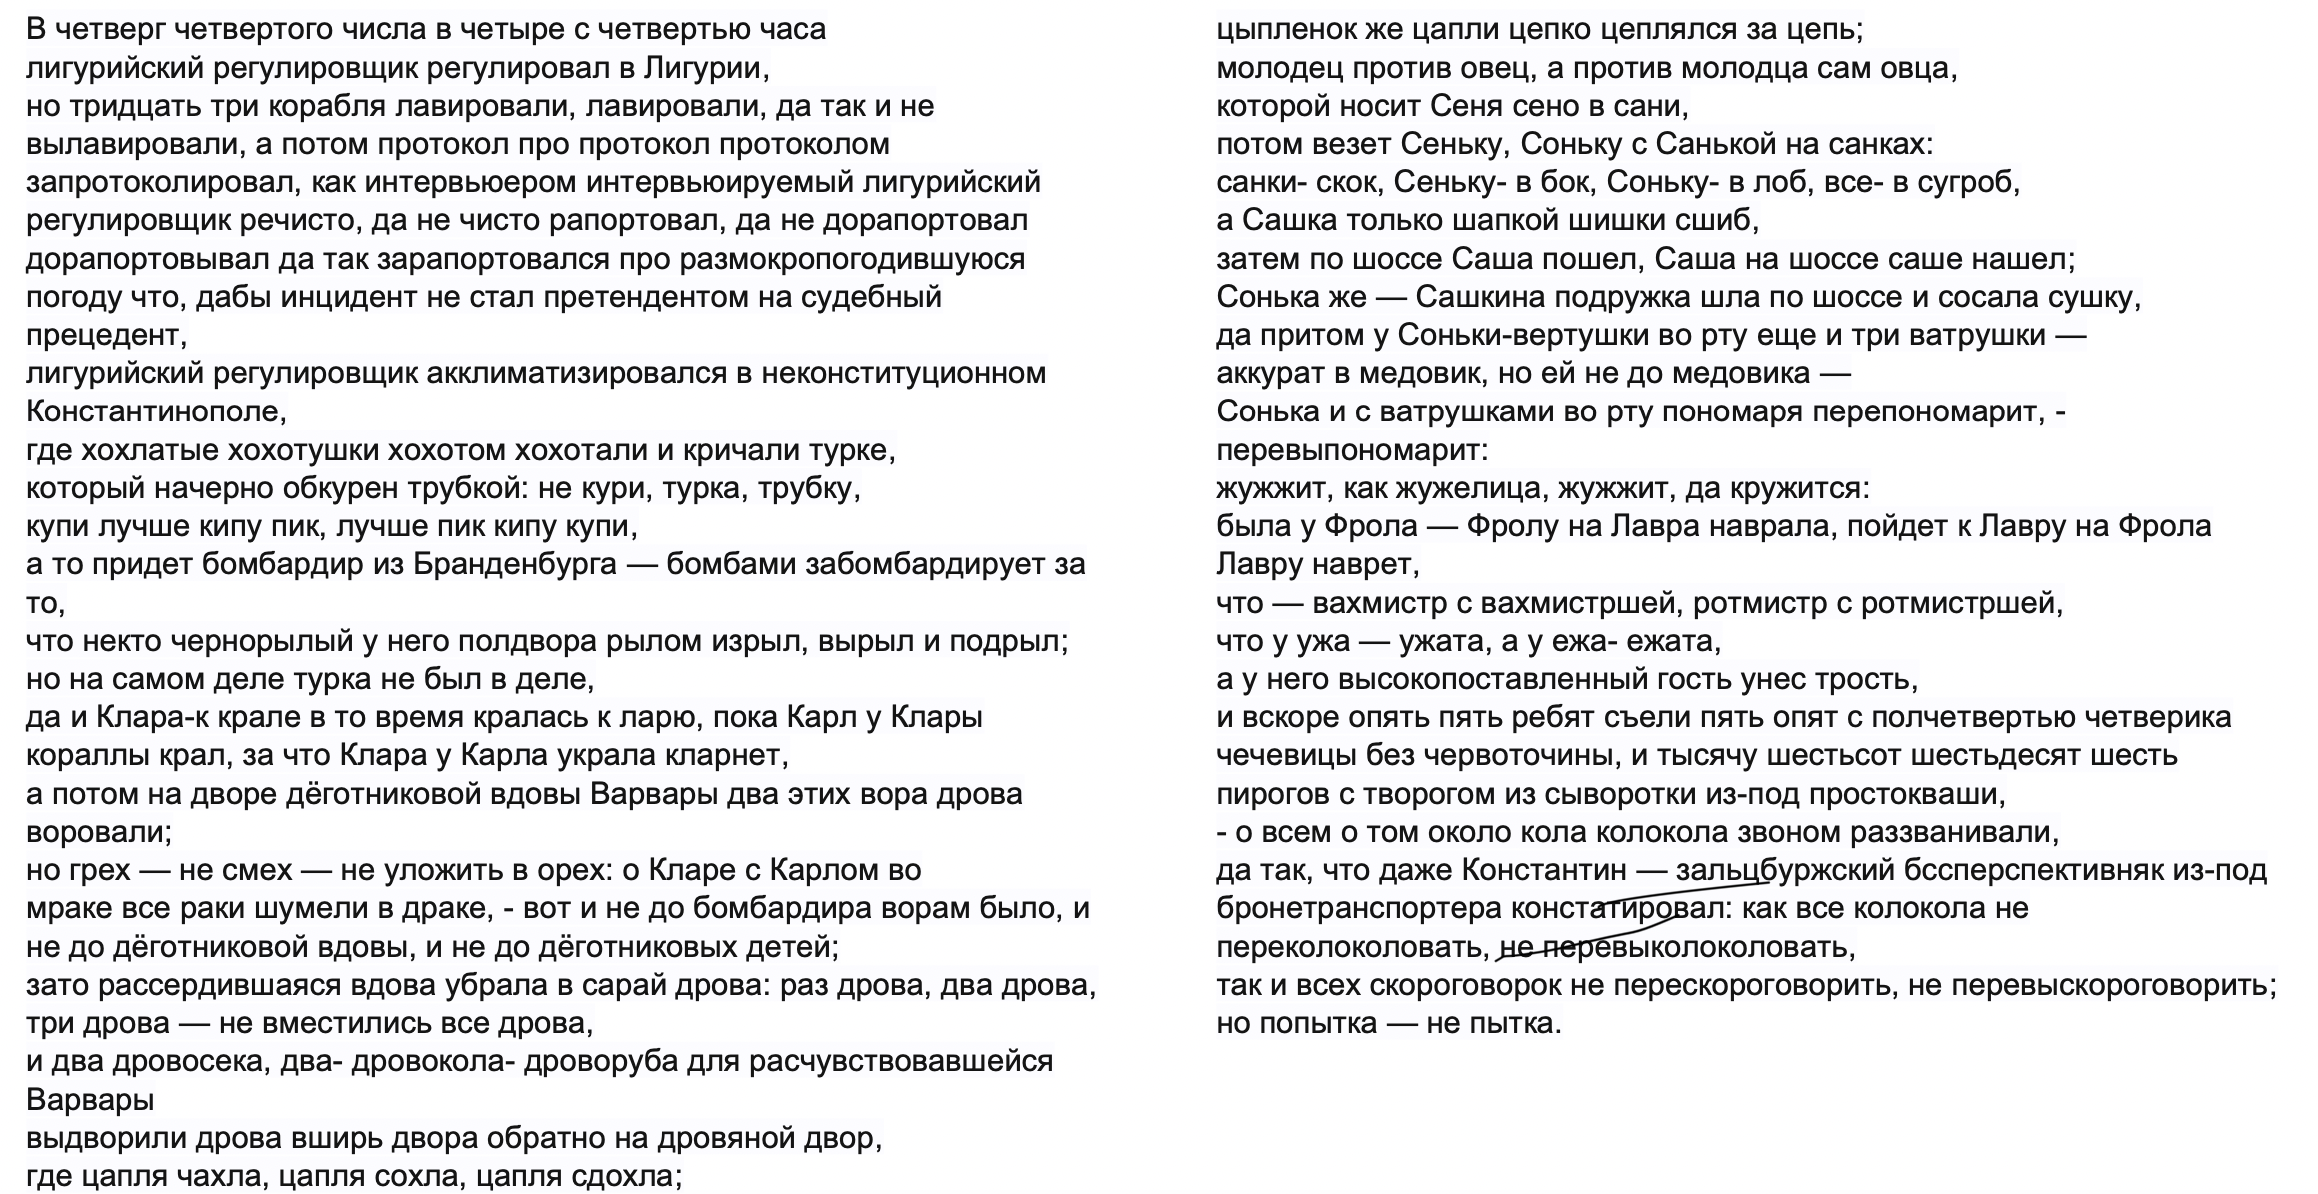 В четверг четвертого числа в четыре с четвертью часа
лигурийский регулировщик регулировал в Лигурии,
но тридцать три корабля лавировали, лавировали, да так и не
вылавировали, а потом протокол про протокол протоколом
запротоколировал, как интервьюером интервьюируемый лигурийский
регулировщик речисто, да не чисто рапортовал, да не дорапортовал
дорапортовывал да так зарапортовался про размокропогодившуюся
погоду что, дабы инцидент не стал претендентом на судебный
прецедент,
лигурийский регулировщик акклиматизировался в неконституционном
Константинополе,
где хохлатые хохотушки хохотом хохотали и кричали турке,
который начерно обкурен трубкой: не кури, турка, трубку,
купи лучше кипу пик, лучше пик кипу купи,
а то придет бомбардир из Бранденбурга — бомбами забомбардирует за
то,
что некто чернорылый у него полдвора рылом изрыл, вырыл и подрыл;
но на самом деле турка не был в деле,
да и Клара-к крале в то время кралась к ларю, пока Карл у Клары
кораллы крал, за что Клара у Карла украла кларнет,
а потом на дворе дёготниковой вдовы Варвары два этих вора дрова
воровали;
но грех — не смех — не уложить в орех: о Кларе с Карлом во
мраке все раки шумели в драке, - вот и не до бомбардира ворам было, и
не до дёготниковой вдовы, и не до дёготниковых детей;
зато рассердившаяся вдова убрала в сарай дрова: раз дрова, два дрова,
три дрова — не вместились все дрова,
и два дровосека, два- дровокола- дроворуба для расчувствовавшейся
Варвары
выдворили дрова вширь двора обратно на дровяной двор,
где цапля чахла, цапля сохла, цапля сдохла;
цыпленок же цапли цепко цеплялся за цепь;
молодец против овец, а против молодца сам овца,
которой носит Сеня сено в сани,
потом везет Сеньку, Соньку с Санькой на санках:
санки- скок, Сеньку- в бок, Соньку- в лоб, все- в сугроб,
а Сашка только шапкой шишки сшиб,
затем по шоссе Саша пошел, Саша на шоссе саше нашел;
Сонька же — Сашкина подружка шла по шоссе и сосала сушку,
да притом у Соньки-вертушки во рту еще и три ватрушки —
аккурат в медовик, но ей не до медовика —
Сонька и с ватрушками во рту пономаря перепономарит, -
перевыпономарит:
жужжит, как жужелица, жужжит, да кружится:
была у Фрола — Фролу на Лавра наврала, пойдет к Лавру на Фрола
Лавру наврет,
что — вахмистр с вахмистршей, ротмистр с ротмистршей,
что у ужа — ужата, а у ежа- ежата,
а у него высокопоставленный гость унес трость,
и вскоре опять пять ребят съели пять опят с полчетвертью четверика
чечевицы без червоточины, и тысячу шестьсот шестьдесят шесть
пирогов с творогом из сыворотки из-под простокваши,
- о всем о том около кола колокола звоном раззванивали,
да так, что даже Константин — зальцбуржский бссперспективняк из-под
бронетранспортера констатировал: как все колокола не
переколоколовать, не перевыколоколовать,
так и всех скороговорок не перескороговорить, не перевыскороговорить;
но попытка — не пытка.